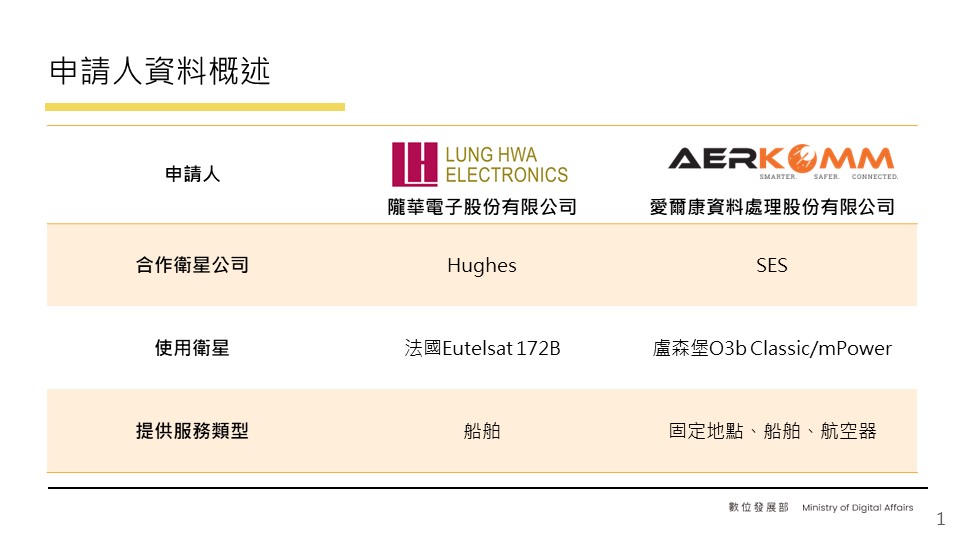 申請人資料概述
申請人
LUNG HWA
ELECTRONICS
隴華電子股份有限公司
AERKOMM
SMARTER. SAFER. CONNECTED.
愛爾康資料處理股份有限公司
合作衛星公司 Hughes SES
使用衛星 法國Eutelsat 172B 盧森堡O3b Classic/mPower
提供服務類型 船舶 固定地點、船舶、航空器
數位發展部 Ministry of Digital Affairs
1